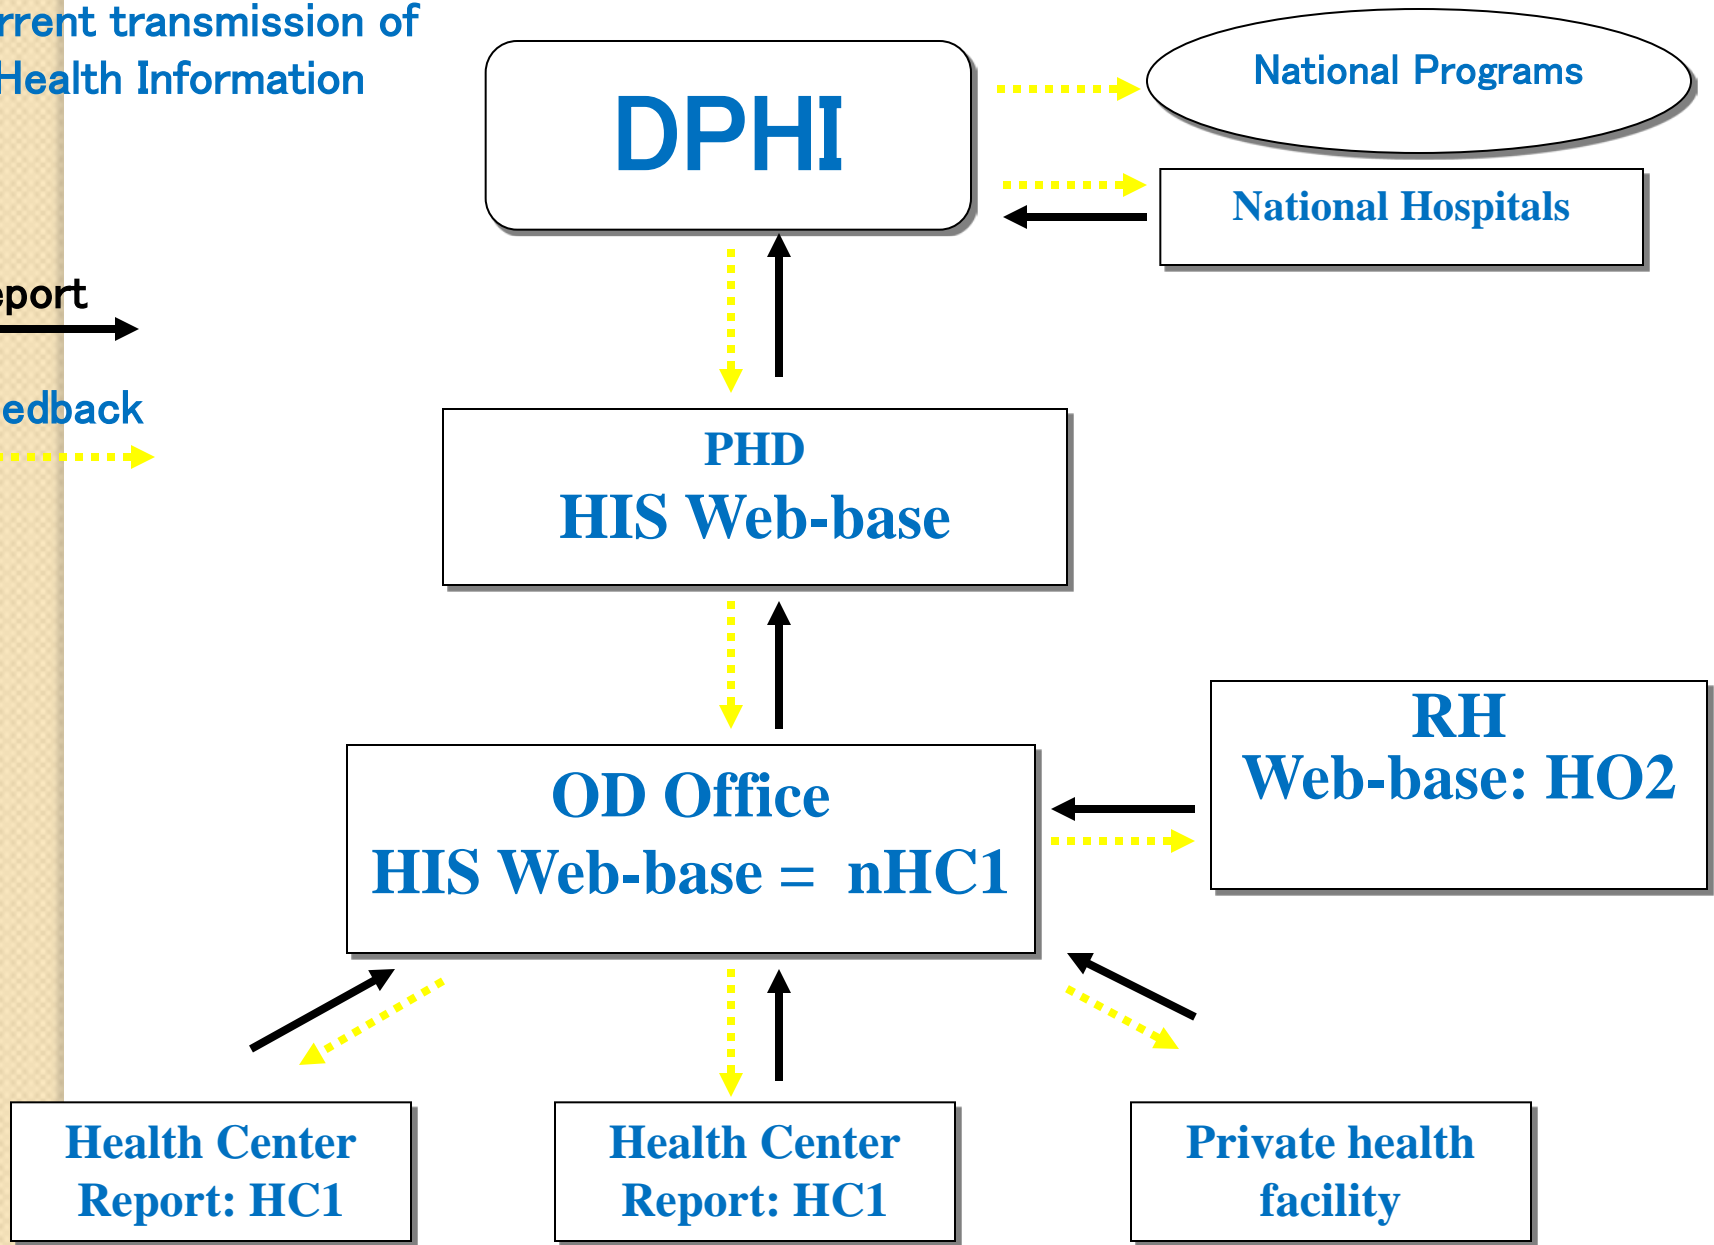 rrent transmission of
Health Information
DPHI
National Programs
National Hospitals
eport
edback
PHD
HIS Web-base
RH
Web-base: HO2
OD Office
HIS Web-base = nHC1
Health Center
Report: HC1
Health Center
Report: HC1
Private health
facility